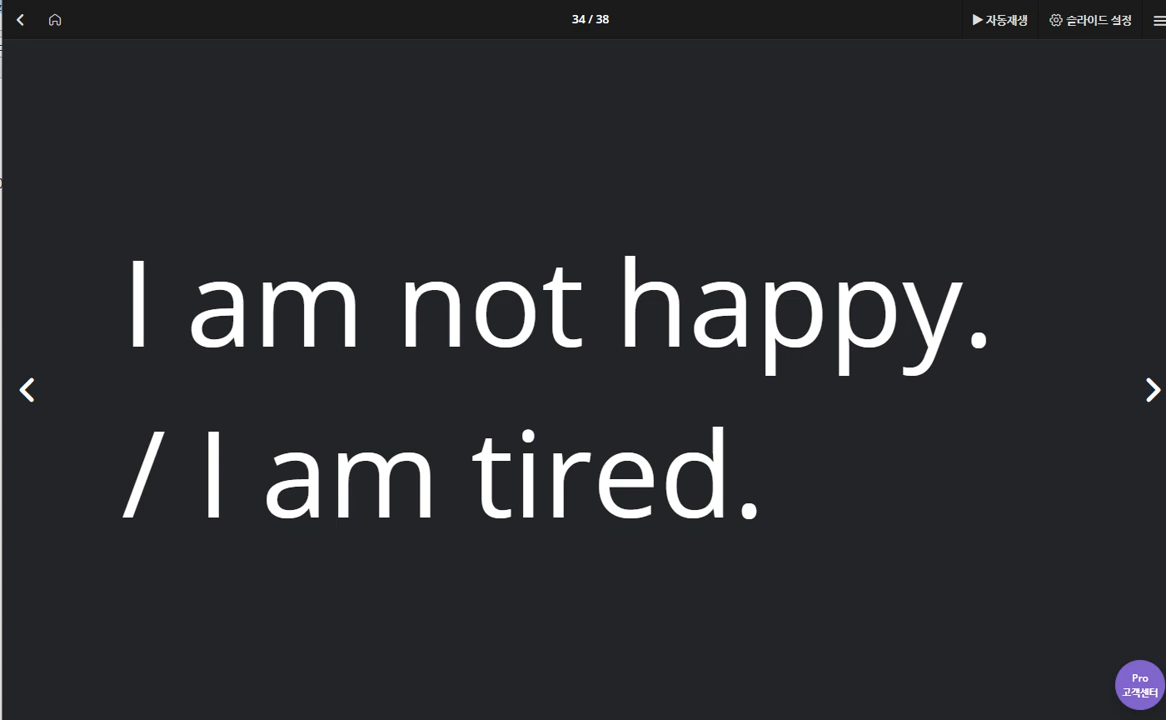 34 / 38
▶ 자동재생
슬라이드 설정
I am not happy.
/ I am tired.
Pro
고객센터